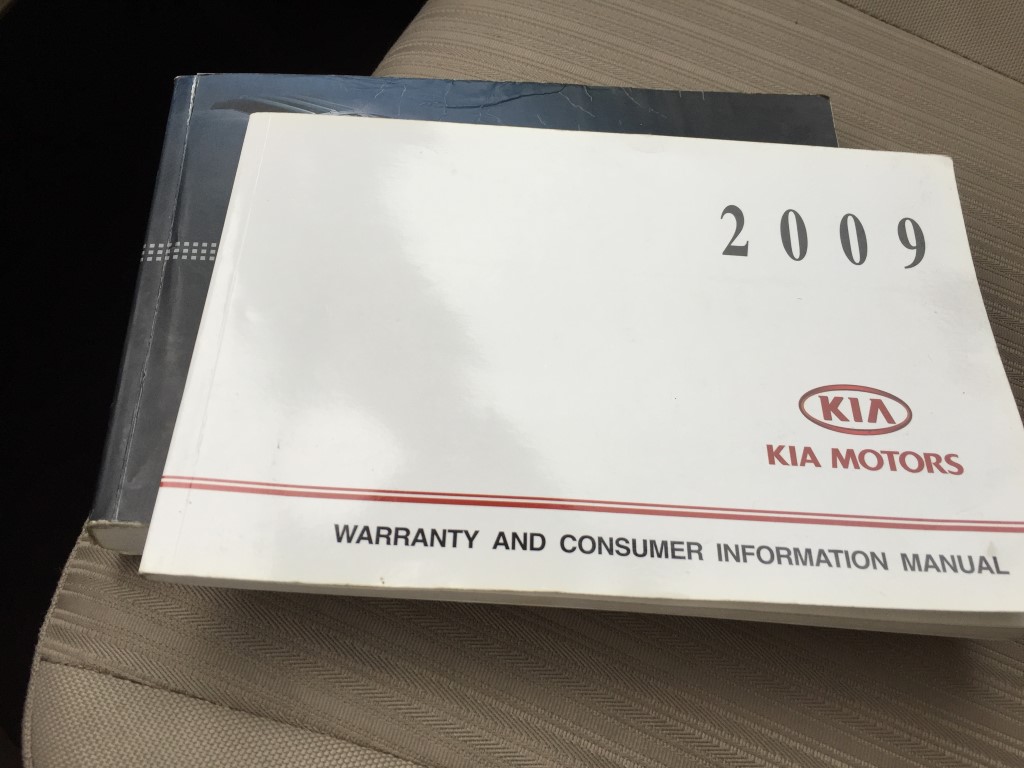 2009
KIA
KIA MOTORS
WARRANTY AND CONSUMER INFORMATION MANUAL